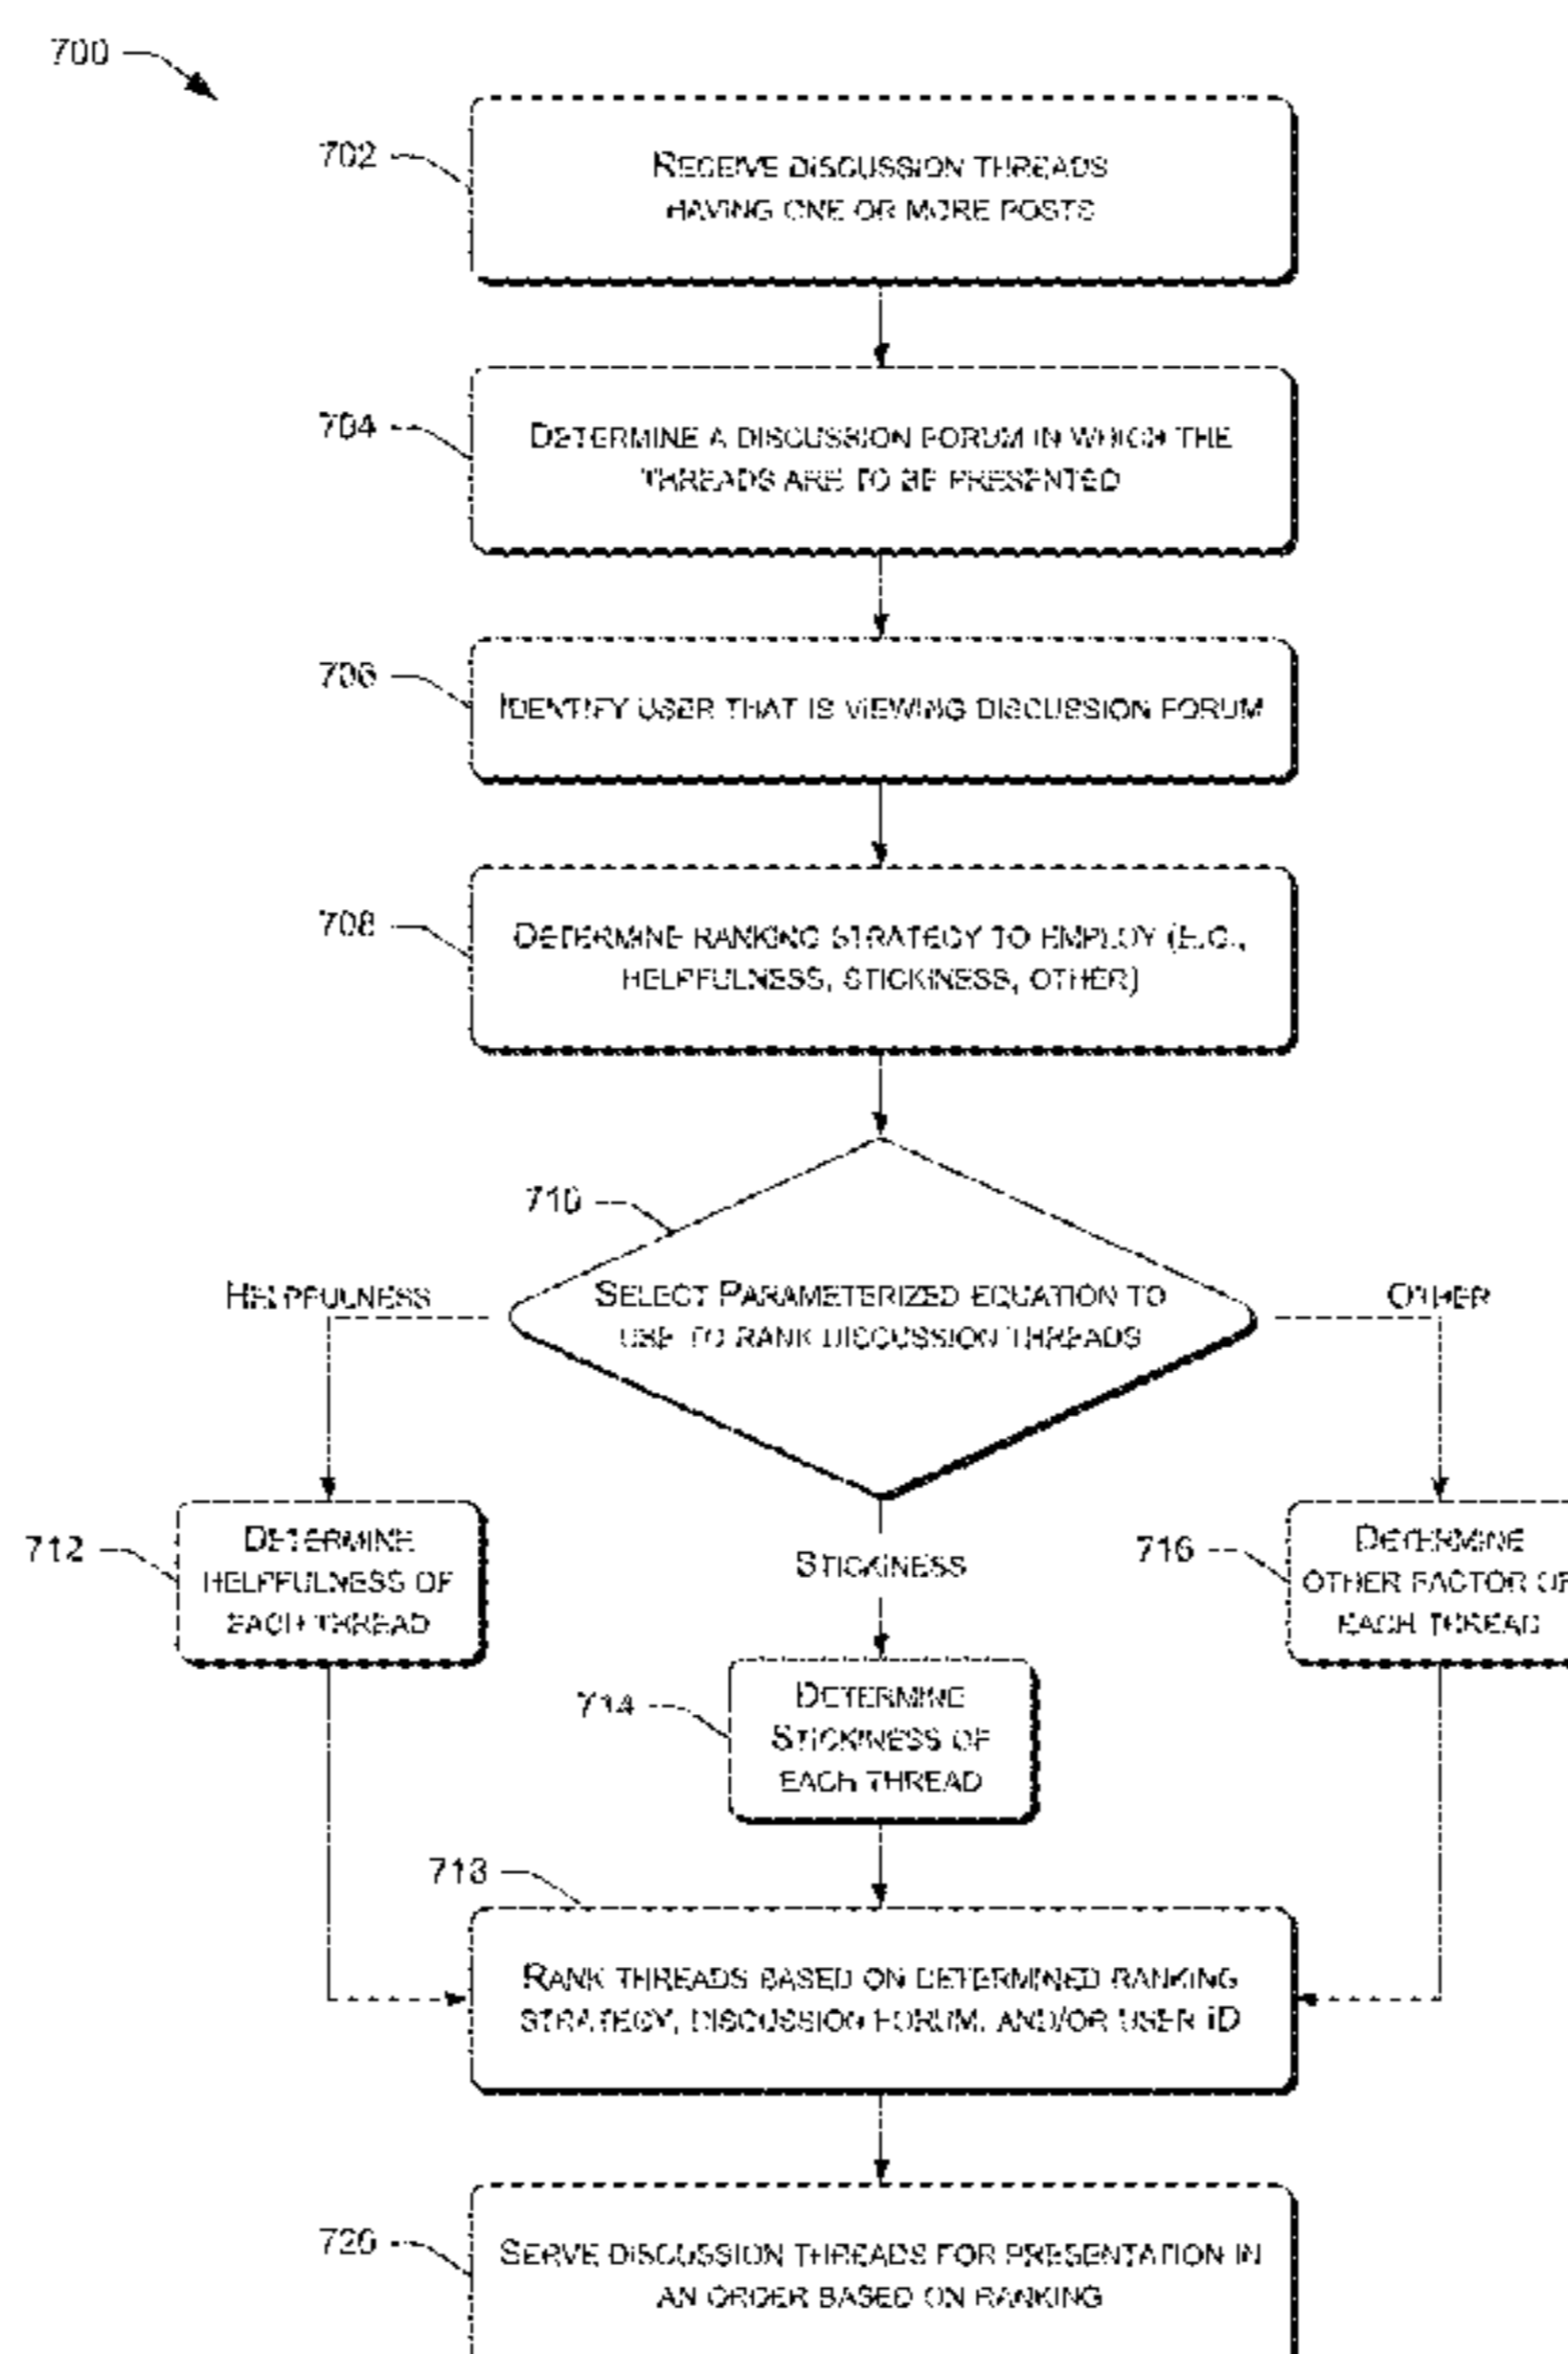 700
702
RECEIVE DISCUSSION THREADS
HAVING ONE OR MORE POSTS
704
DETERMINE A DISCUSSION FORUM IN WHICH THE
THREADS ARE TO BE PRESENTED
706
IDENTIFY USER THAT IS VIEWING DISCUSSION FORUM
708
DETERMINE RANKING STRATEGY TO EMPLOY (E.G.,
HELPFULNESS, STICKINESS, OTHER)
710
HELPFULNESS
SELECT PARAMETERIZED EQUATION TO
USE TO RANK DISCUSSION THREADS
OTHER
712
DETERMINE
HELPFULNESS OF
EACH THREAD
STICKINESS
716
DETERMINE
OTHER FACTOR OF
EACH THREAD
714
DETERMINE
STICKINESS OF
EACH THREAD
718
RANK THREADS BASED ON DETERMINED RANKING
STRATEGY, DISCUSSION FORUM, AND/OR USER ID
720
SERVE DISCUSSION THREADS FOR PRESENTATION IN
AN ORDER BASED ON RANKING